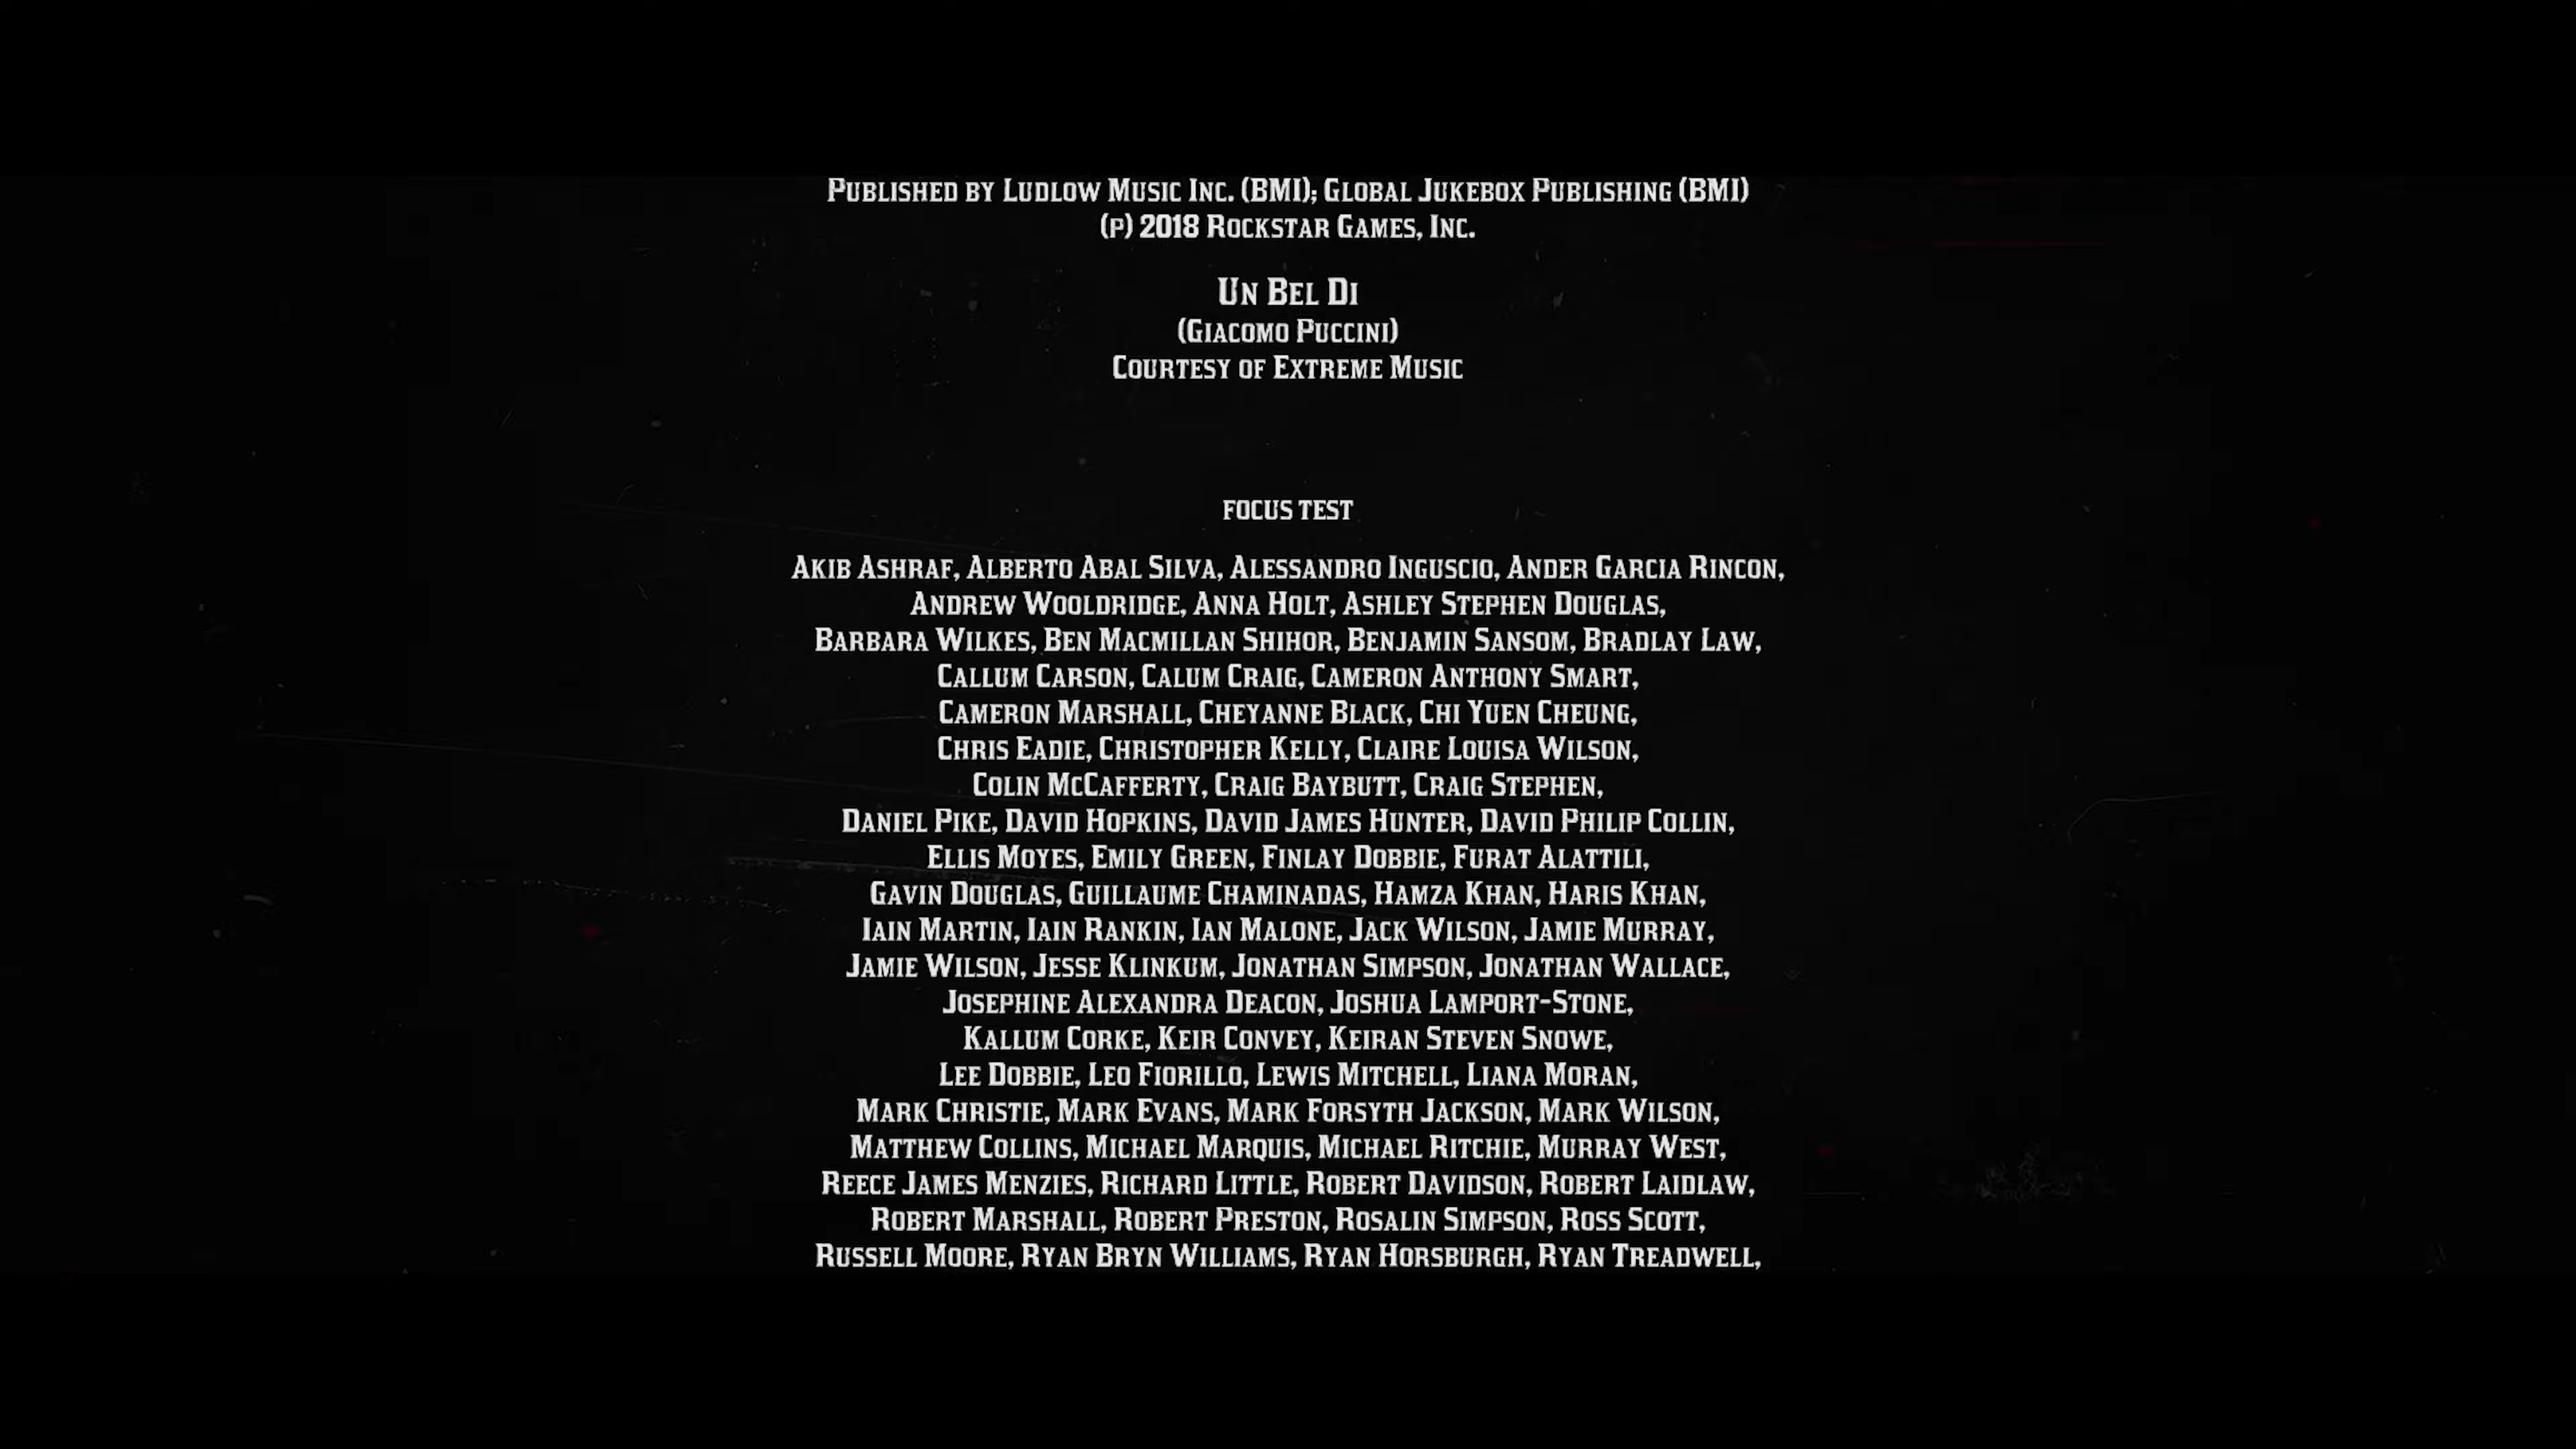 Published by Ludlow Music Inc. (BMI); Global Jukebox Publishing (BMI)
(P) 2018 Rockstar Games, Inc.
Un Bel Di
(Giacomo Puccini)
Courtesy of Extreme Music
FOCUS TEST
Akib Ashraf, Alberto Abal Silva, Alessandro Inguscio, Ander Garcia Rincon,
Andrew Wooldridge, Anna Holt, Ashley Stephen Douglas,
Barbara Wilkes, Ben Macmillan Shihor, Benjamin Sansom, Bradlay Law,
Callum Carson, Calum Craig, Cameron Anthony Smart,
Cameron Marshall, Cheyanne Black, Chi Yuen Cheung,
Chris Eadie, Christopher Kelly, Claire Louisa Wilson,
Colin McCafferty, Craig Baybutt, Craig Stephen,
Daniel Pike, David Hopkins, David James Hunter, David Philip Collin,
Ellis Moyes, Emily Green, Finlay Dobbie, Furat Alattili,
Gavin Douglas, Guillaume Chaminadas, Hamza Khan, Haris Khan,
Iain Martin, Iain Rankin, Ian Malone, Jack Wilson, Jamie Murray,
Jamie Wilson, Jesse Klinkum, Jonathan Simpson, Jonathan Wallace,
Josephine Alexandra Deacon, Joshua Lamport-Stone,
Kallum Corke, Keir Convey, Keiran Steven Snowe,
Lee Dobbie, Leo Fiorillo, Lewis Mitchell, Liana Moran,
Mark Christie, Mark Evans, Mark Forsyth Jackson, Mark Wilson,
Matthew Collins, Michael Marquis, Michael Ritchie, Murray West,
Reece James Menzies, Richard Little, Robert Davidson, Robert Laidlaw,
Robert Marshall, Robert Preston, Rosalin Simpson, Ross Scott,
Russell Moore, Ryan Bryn Williams, Ryan Horsburgh, Ryan Treadwell,